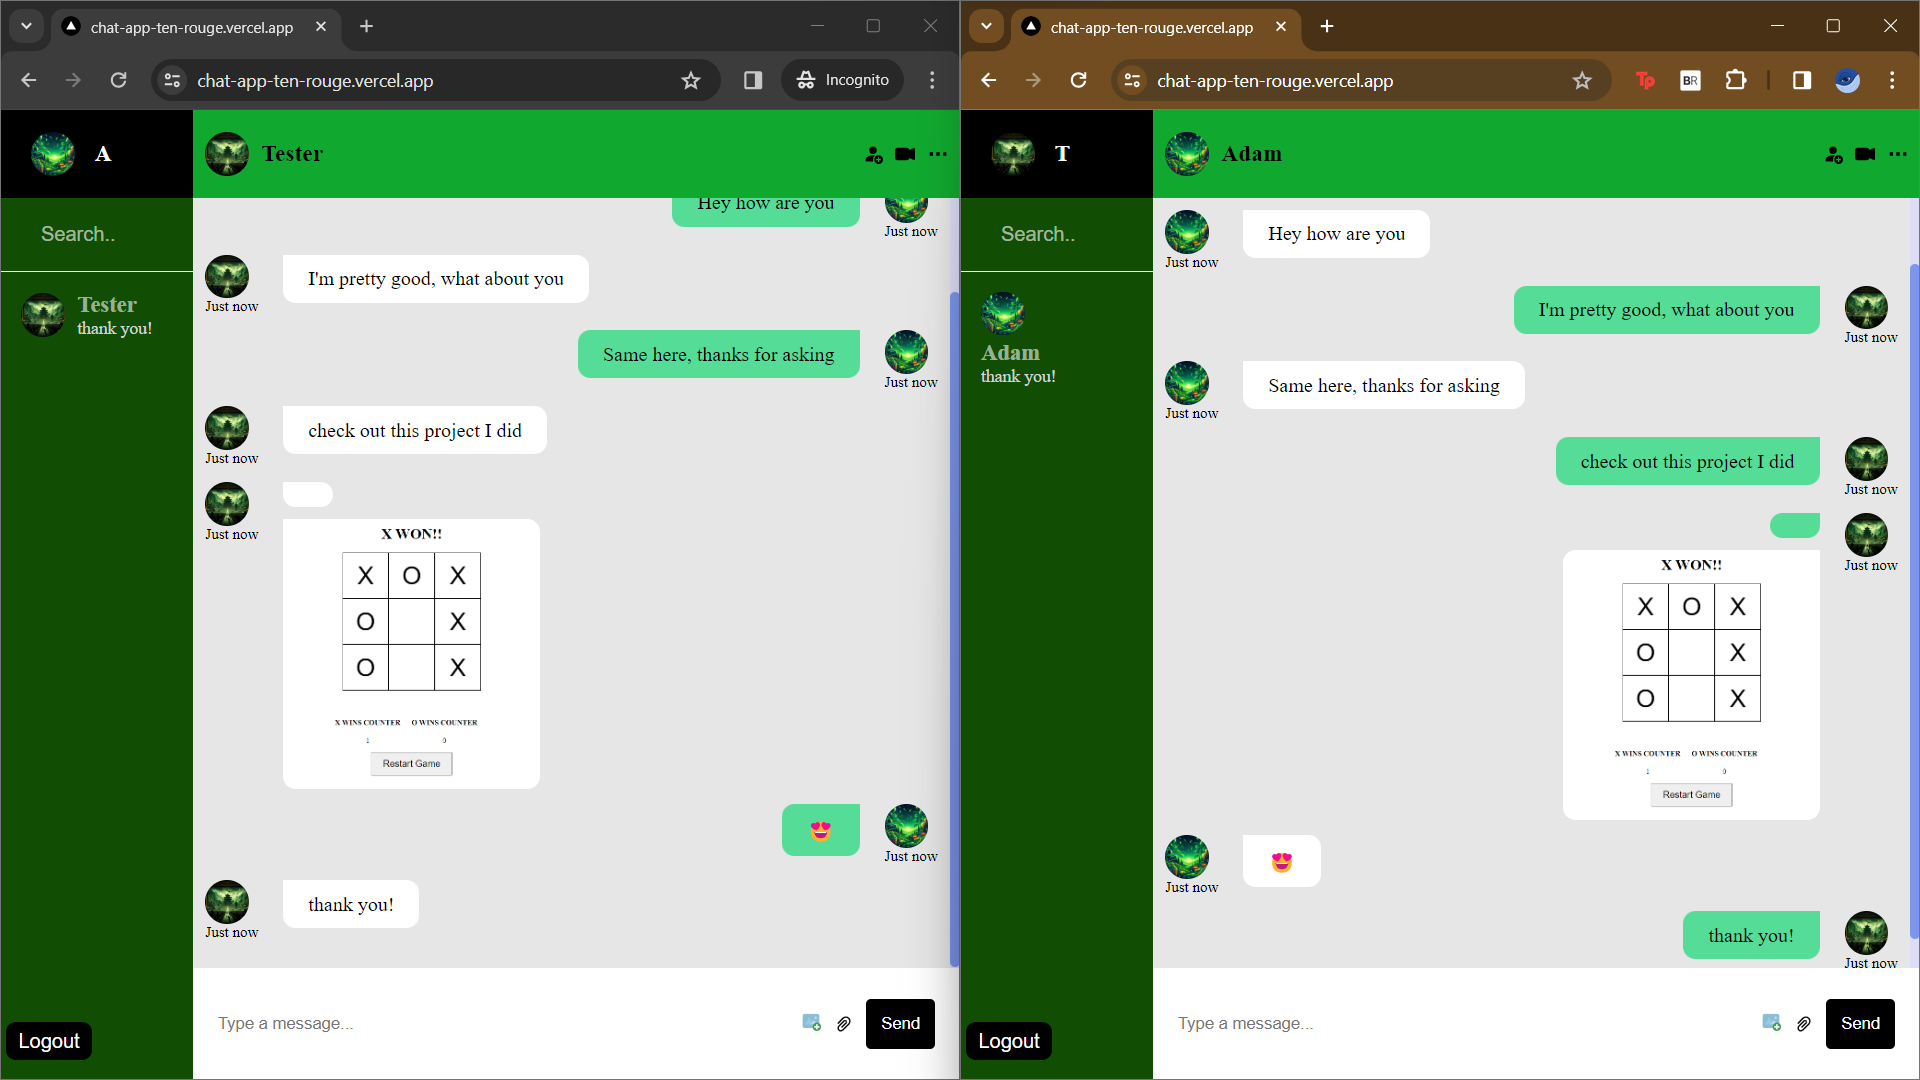 chat-app-ten-rouge.vercel.app
chat-app-ten-rouge.vercel.app
Incognito
A
Tester
Search..
Tester
thank you!
Hey how are you
Just now
I'm pretty good, what about you
Just now
Same here, thanks for asking
Just now
check out this project I did
Just now
Just now
X WON!!
X O X
O X
O X
X WINS COUNTER O WINS COUNTER
1 0
Restart Game
😍
Just now
thank you!
Just now
Type a message...
Send
Logout
chat-app-ten-rouge.vercel.app
chat-app-ten-rouge.vercel.app
Tp
BR
T
Adam
Search..
Adam
thank you!
Hey how are you
Just now
I'm pretty good, what about you
Just now
Same here, thanks for asking
Just now
check out this project I did
Just now
Just now
X WON!!
X O X
O X
O X
X WINS COUNTER O WINS COUNTER
1 0
Restart Game
😍
Just now
thank you!
Just now
Type a message...
Send
Logout